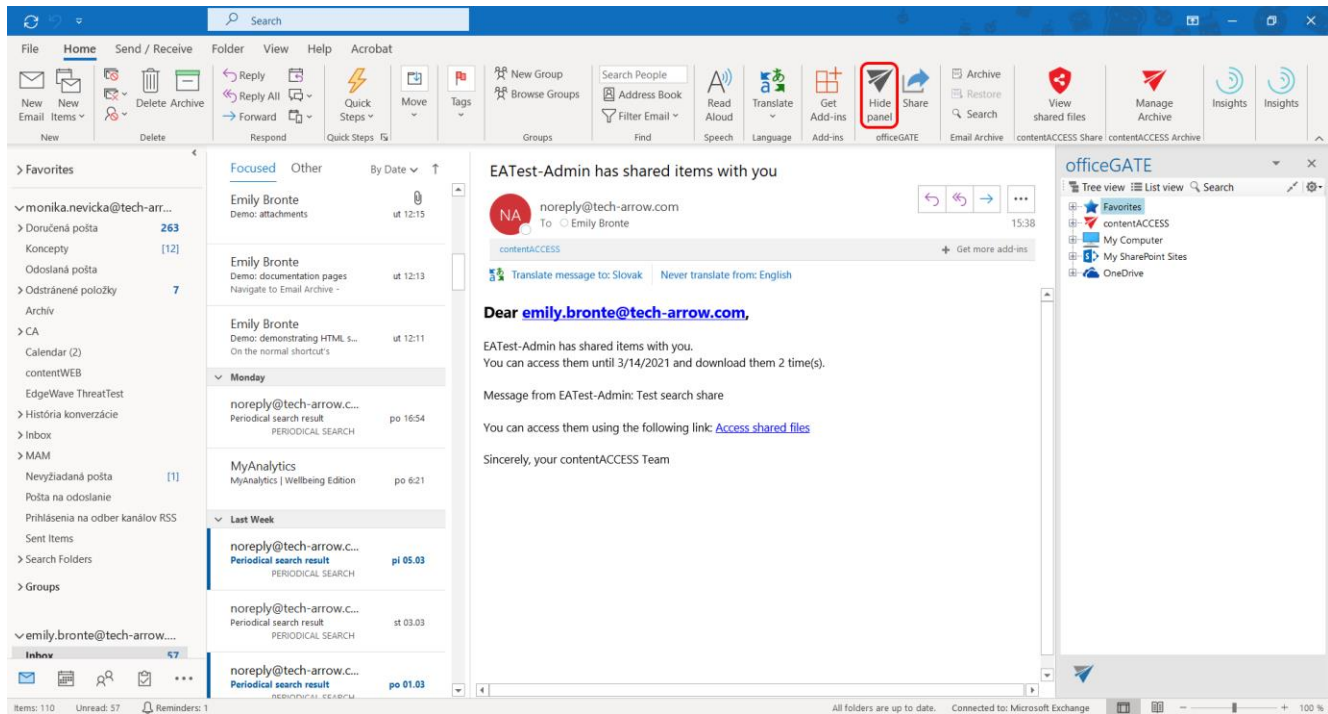 Search
File Home Send / Receive Folder View Help Acrobat
New Email
New Items
Delete Archive
Reply
Reply All
Forward
Quick Steps
Move
Tags
New Group
Browse Groups
Search People
Address Book
Filter Email
Read Aloud
Translate
Get Add-ins
Hide panel
Share
Archive
Restore
Search
View shared files
Manage Archive
Insights
Insights
New Delete Respond Quick Steps Groups Find Speech Language Add-ins officeGATE Email Archive contentACCESS Share contentACCESS Archive
Favorites
monika.nevicka@tech-arr...
Doručená pošta 263
Koncepty [12]
Odoslaná pošta
Odstránené položky 7
Archív
CA
Calendar (2)
contentWEB
EdgeWave ThreatTest
História konverzácie
Inbox
MAM
Nevyžiadaná pošta [1]
Pošta na odoslanie
Prihlásenia na odber kanálov RSS
Sent Items
Search Folders
Groups
emily.bronte@tech-arrow....
Inbox 57
Focused Other By Date
Emily Bronte
Demo: attachments ut 12:15
Emily Bronte
Demo: documentation pages ut 12:13
Navigate to Email Archive -
Emily Bronte
Demo: demonstrating HTML s... ut 12:11
On the normal shortcut's
Monday
noreply@tech-arrow.c...
Periodical search result po 16:54
PERIODICAL SEARCH
MyAnalytics
MyAnalytics | Wellbeing Edition po 6:21
Last Week
noreply@tech-arrow.c...
Periodical search result pi 05.03
PERIODICAL SEARCH
noreply@tech-arrow.c...
Periodical search result st 03.03
PERIODICAL SEARCH
noreply@tech-arrow.c...
Periodical search result po 01.03
PERIODICAL SEARCH
EATest-Admin has shared items with you
NA
noreply@tech-arrow.com
To Emily Bronte
15:38
contentACCESS
+ Get more add-ins
Translate message to: Slovak Never translate from: English
Dear emily.bronte@tech-arrow.com,
EATest-Admin has shared items with you.
You can access them until 3/14/2021 and download them 2 time(s).
Message from EATest-Admin: Test search share
You can access them using the following link: Access shared files
Sincerely, your contentACCESS Team
officeGATE
Tree view List view Search
Favorites
contentACCESS
My Computer
My SharePoint Sites
OneDrive
Items: 110 Unread: 57 Reminders: 1 All folders are up to date. Connected to: Microsoft Exchange 100 %